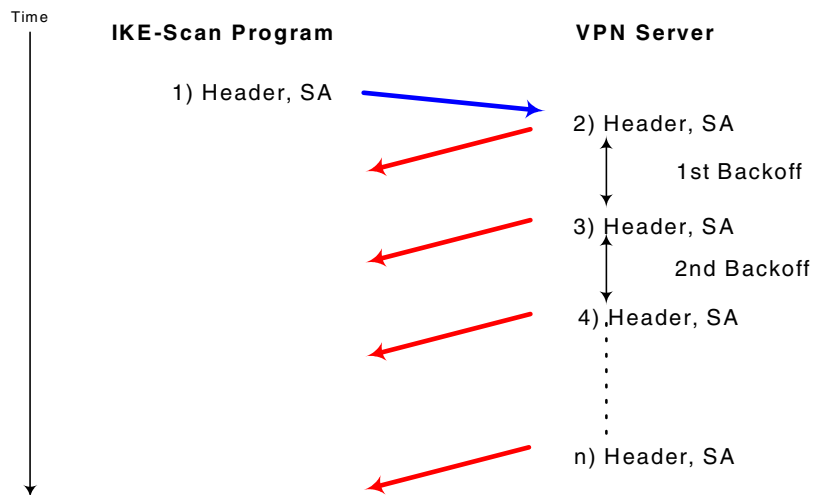 Time
IKE-Scan Program
VPN Server
1) Header, SA
2) Header, SA
1st Backoff
3) Header, SA
2nd Backoff
4) Header, SA
n) Header, SA